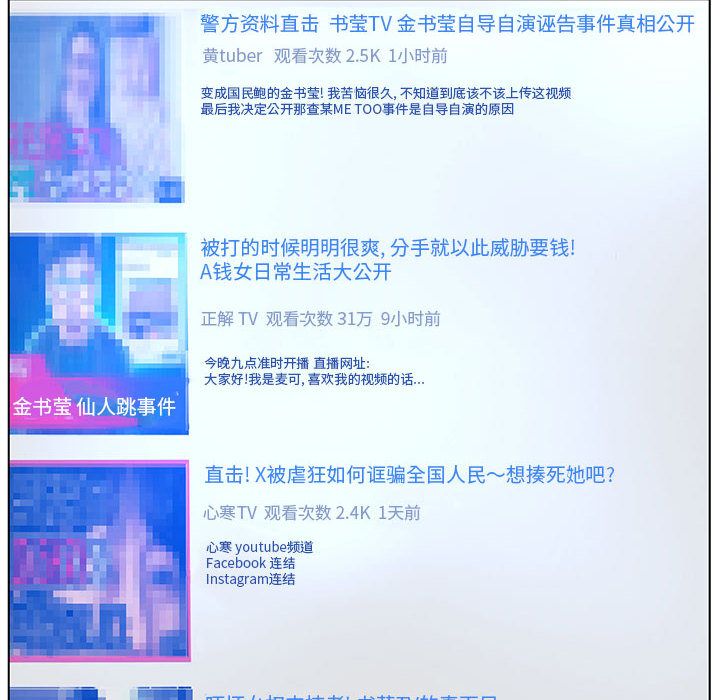 警方资料直击 书莹TV 金书莹自导自演诬告事件真相公开
黄tuber 观看次数 2.5K 1小时前
变成国民鲍的金书莹! 我苦恼很久, 不知道到底该不该上传这视频
最后我决定公开那查某ME TOO事件是自导自演的原因
被打的时候明明很爽, 分手就以此威胁要钱!
A钱女日常生活大公开
正解 TV 观看次数 31万 9小时前
今晚九点准时开播 直播网址:
大家好!我是麦可, 喜欢我的视频的话...
金书莹 仙人跳事件
直击! X被虐狂如何诓骗全国人民～想揍死她吧?
心寒TV 观看次数 2.4K 1天前
心寒 youtube频道
Facebook 连结
Instagram连结